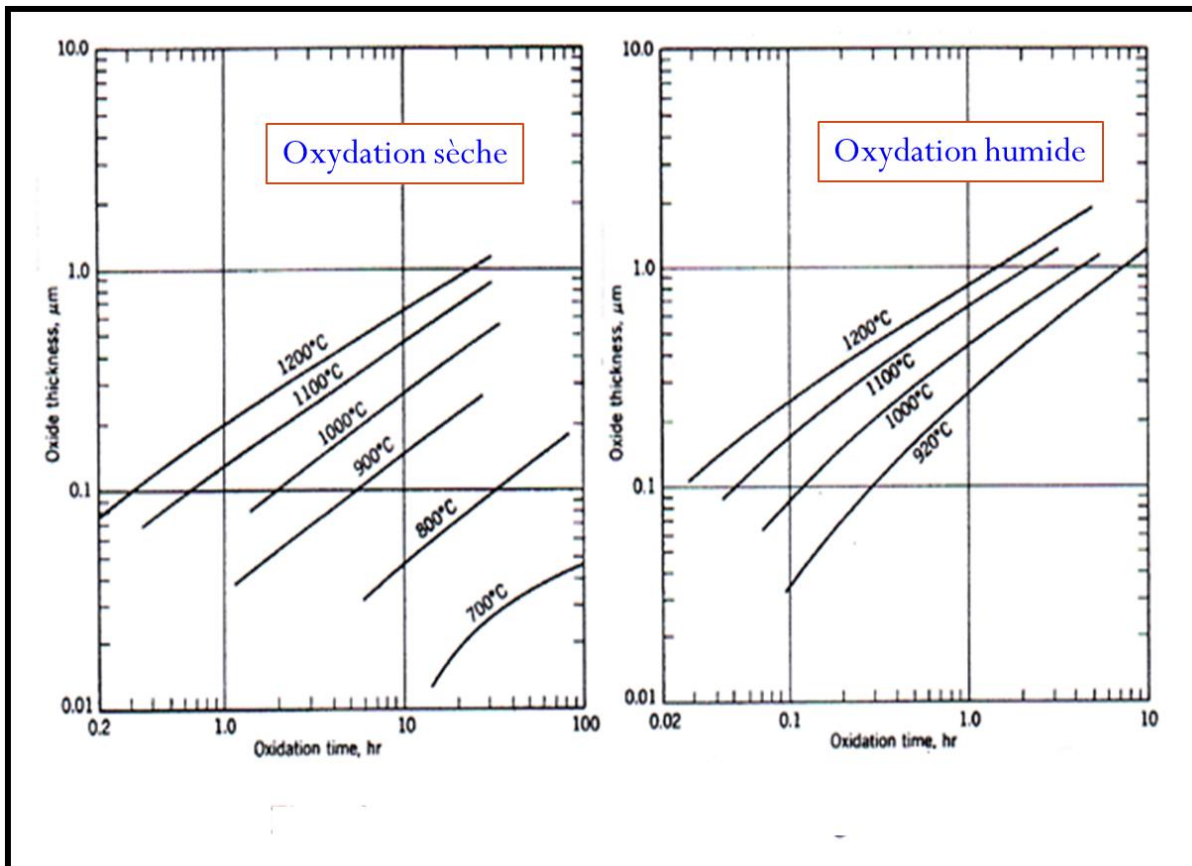 10.0
Oxydation sèche
1.0
Oxide thickness, µm
1200°C
1100°C
1000°C
900°C
0.1
800°C
700°C
0.01
0.2
1.0
10
100
Oxidation time, hr
10.0
Oxydation humide
1.0
Oxide thickness, µm
1200°C
1100°C
1000°C
920°C
0.1
0.01
0.02
0.1
1.0
10
Oxidation time, hr